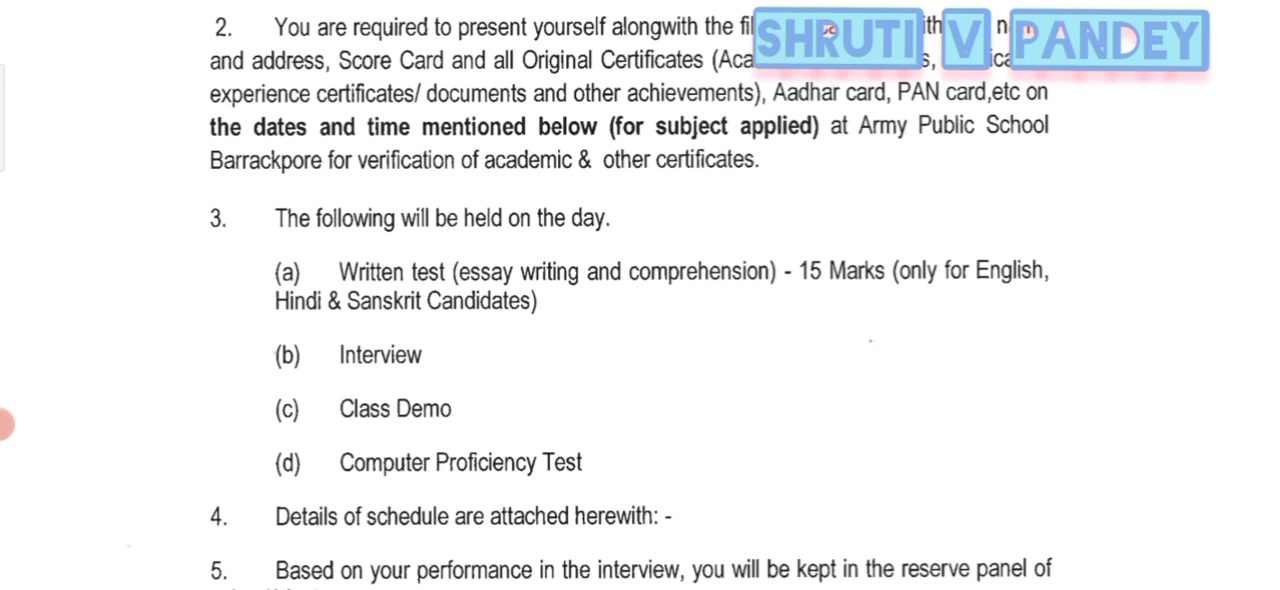 SHRUTI V PANDEY
2. You are required to present yourself alongwith the
and address, Score Card and all Original Certificates
experience certificates/ documents and other achievements), Aadhar card, PAN card,etc on
the dates and time mentioned below (for subject applied) at Army Public School
Barrackpore for verification of academic & other certificates.
3. The following will be held on the day.
(a) Written test (essay writing and comprehension) - 15 Marks (only for English,
Hindi & Sanskrit Candidates)
(b) Interview
(c) Class Demo
(d) Computer Proficiency Test
4. Details of schedule are attached herewith: -
5. Based on your performance in the interview, you will be kept in the reserve panel of